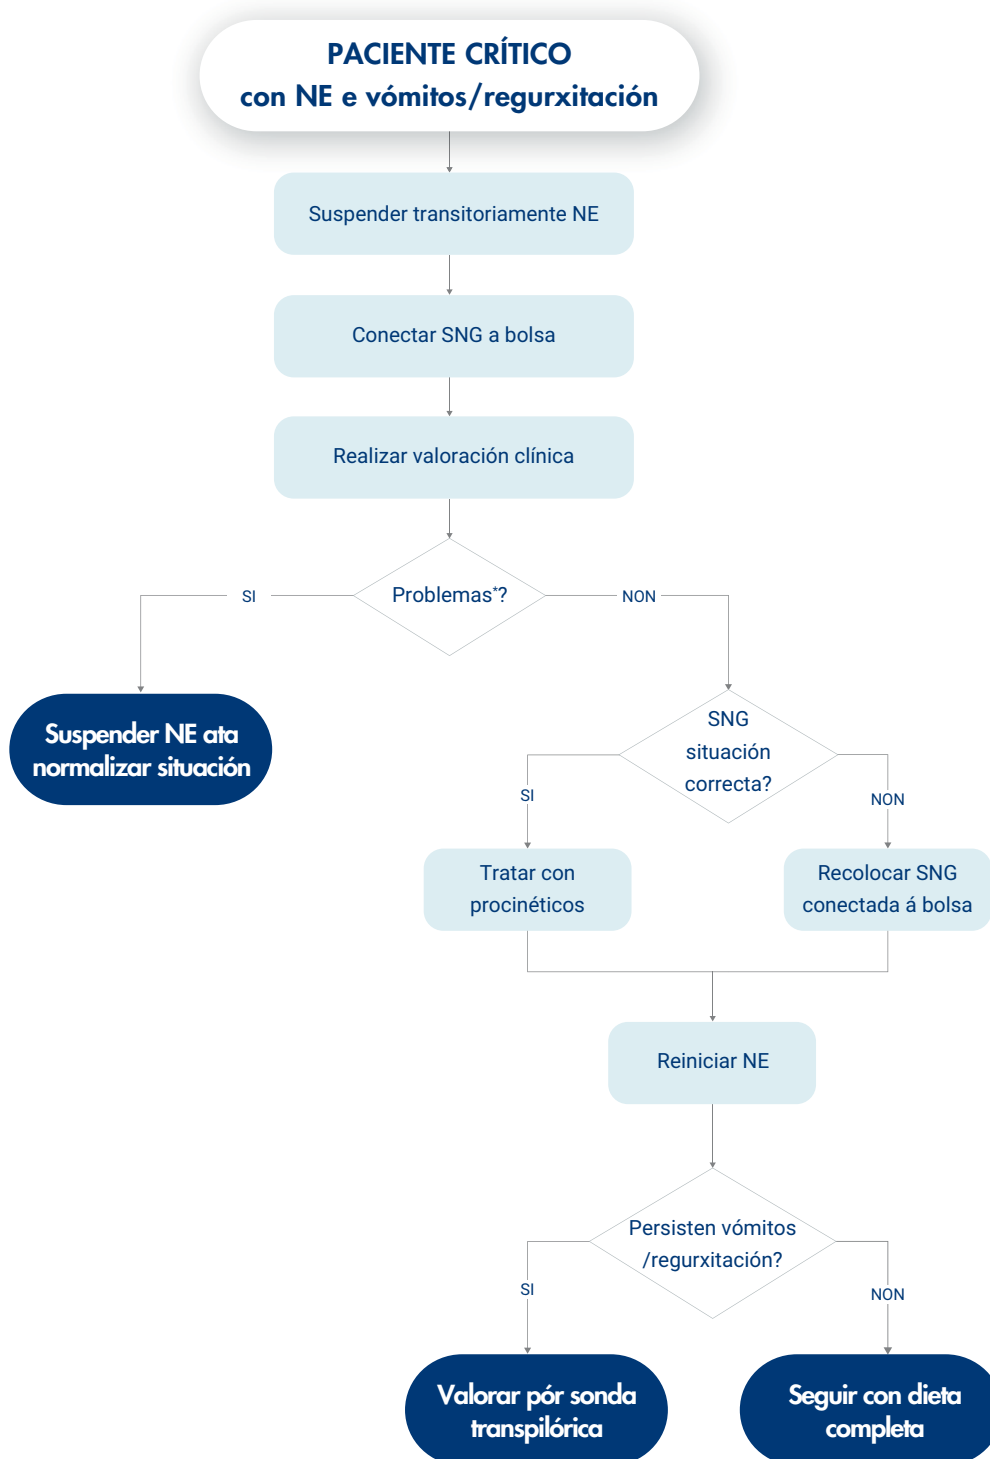 PACIENTE CRÍTICO
con NE e vómitos/regurxitación
Suspender transitoriamente NE
Conectar SNG a bolsa
Realizar valoración clínica
Problemas*?
SI
NON
Suspender NE ata
normalizar situación
SNG
situación
correcta?
SI
NON
Tratar con
procinéticos
Recolocar SNG
conectada á bolsa
Reiniciar NE
Persisten vómitos
/regurxitación?
SI
NON
Valorar pór sonda
transpilórica
Seguir con dieta
completa